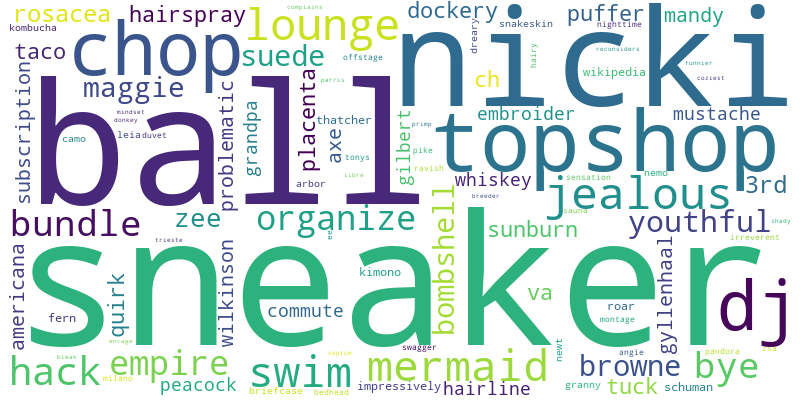 rosacea
hairspray
lounge
dockery
puffer
mandy
kombucha
complains
nicki
taco
chop
suede
offstage
dreary
snakeskin
hairy
nighttime
reconsiders
funnier
coziest
ch
wikipedia
maggie
parris
subscription
ball
problematic
grandpa
placenta
axe
thatcher
tonys
arbor
libre
gilbert
primp
pike
ravish
embroider
mustache
topshop
mindset
donkey
camo
leia
duvet
whiskey
breeder
sensation
nemo
3rd
jealous
sauna
bundle
zee
organize
bombshell
sunburn
youthful
shady
irreverent
trieste
americana
sneaker
quirk
wilkinson
kimono
commute
fern
va
roar
montage
gyllenhaal
dj
swagger
newt
angie
pandora
enrage
hack
milano
empire
peacock
swim
septum
briefcase
bedhead
impressively
mermaid
hairline
granny
browne
tuck
schuman
bye